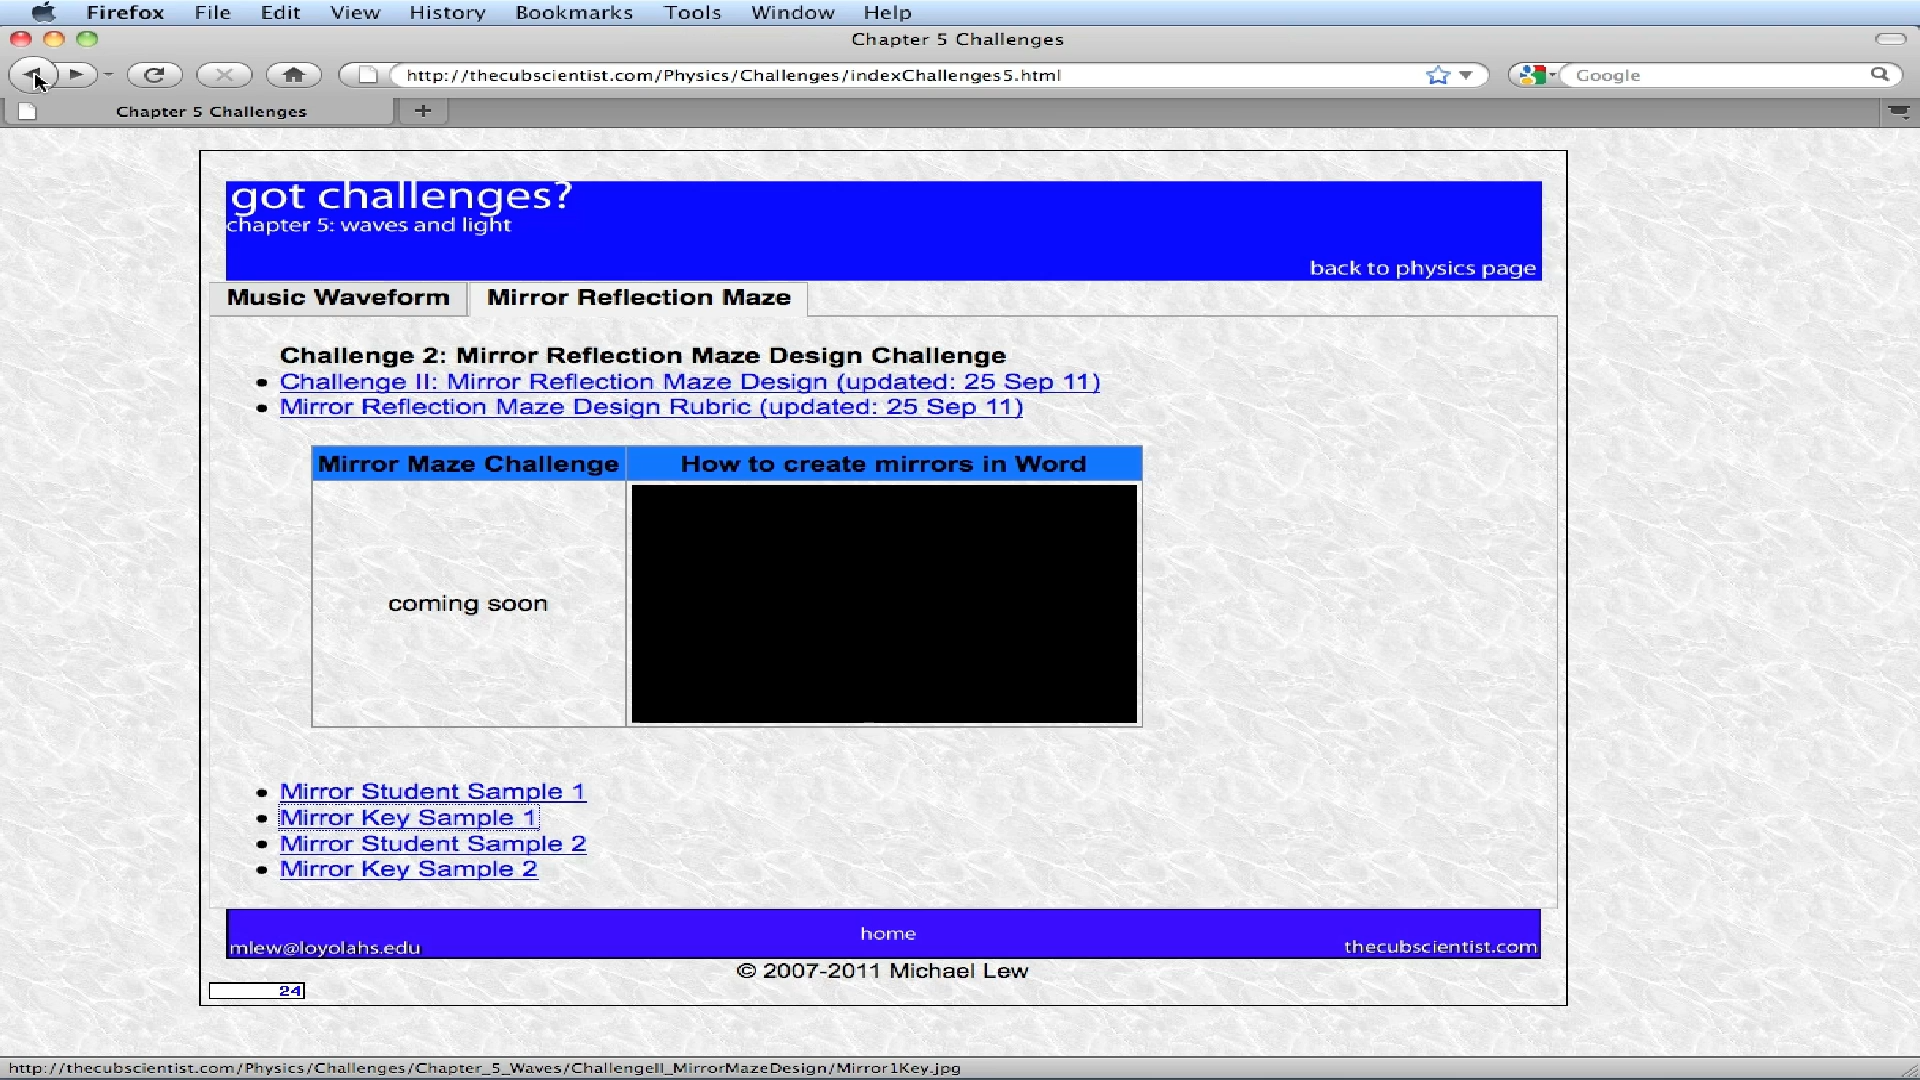 Firefox File Edit View History Bookmarks Tools Window Help
Chapter 5 Challenges
http://thecubscientist.com/Physics/Challenges/indexChallenges5.html
Google
Chapter 5 Challenges
got challenges?
chapter 5: waves and light
back to physics page
Music Waveform Mirror Reflection Maze
Challenge 2: Mirror Reflection Maze Design Challenge
Challenge II: Mirror Reflection Maze Design (updated: 25 Sep 11)
Mirror Reflection Maze Design Rubric (updated: 25 Sep 11)
Mirror Maze Challenge How to create mirrors in Word
coming soon
Mirror Student Sample 1
Mirror Key Sample 1
Mirror Student Sample 2
Mirror Key Sample 2
home
mlew@loyolahs.edu thecubscientist.com
© 2007-2011 Michael Lew
24
http://thecubscientist.com/Physics/Challenges/Chapter_5_Waves/ChallengeII_MirrorMazeDesign/Mirror1Key.jpg